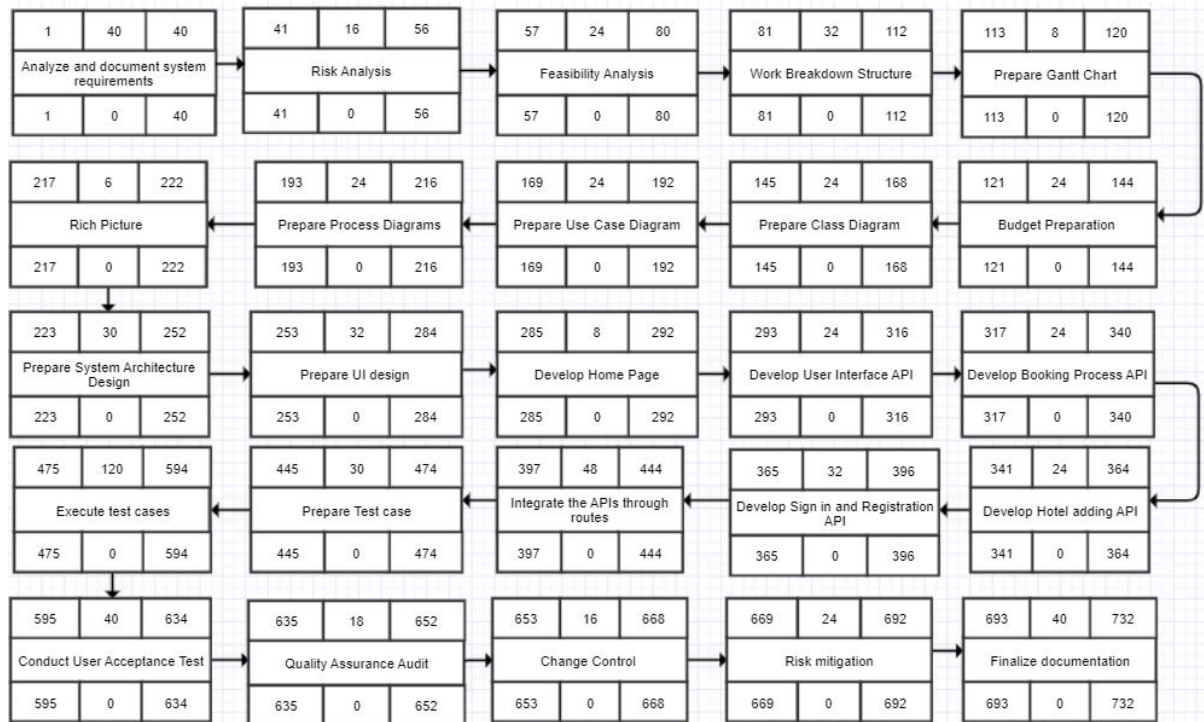 1 40 40
Analyze and document system
requirements
1 0 40
41 16 56
Risk Analysis
41 0 56
57 24 80
Feasibility Analysis
57 0 80
81 32 112
Work Breakdown Structure
81 0 112
113 8 120
Prepare Gantt Chart
113 0 120
217 6 222
Rich Picture
217 0 222
193 24 216
Prepare Process Diagrams
193 0 216
169 24 192
Prepare Use Case Diagram
169 0 192
145 24 168
Prepare Class Diagram
145 0 168
121 24 144
Budget Preparation
121 0 144
223 30 252
Prepare System Architecture
Design
223 0 252
253 32 284
Prepare UI design
253 0 284
285 8 292
Develop Home Page
285 0 292
293 24 316
Develop User Interface API
293 0 316
317 24 340
Develop Booking Process API
317 0 340
475 120 594
Execute test cases
475 0 594
445 30 474
Prepare Test case
445 0 474
397 48 444
Integrate the APIs through
routes
397 0 444
365 32 396
Develop Sign in and Registration
API
365 0 396
341 24 364
Develop Hotel adding API
341 0 364
595 40 634
Conduct User Acceptance Test
595 0 634
635 18 652
Quality Assurance Audit
635 0 652
653 16 668
Change Control
653 0 668
669 24 692
Risk mitigation
669 0 692
693 40 732
Finalize documentation
693 0 732